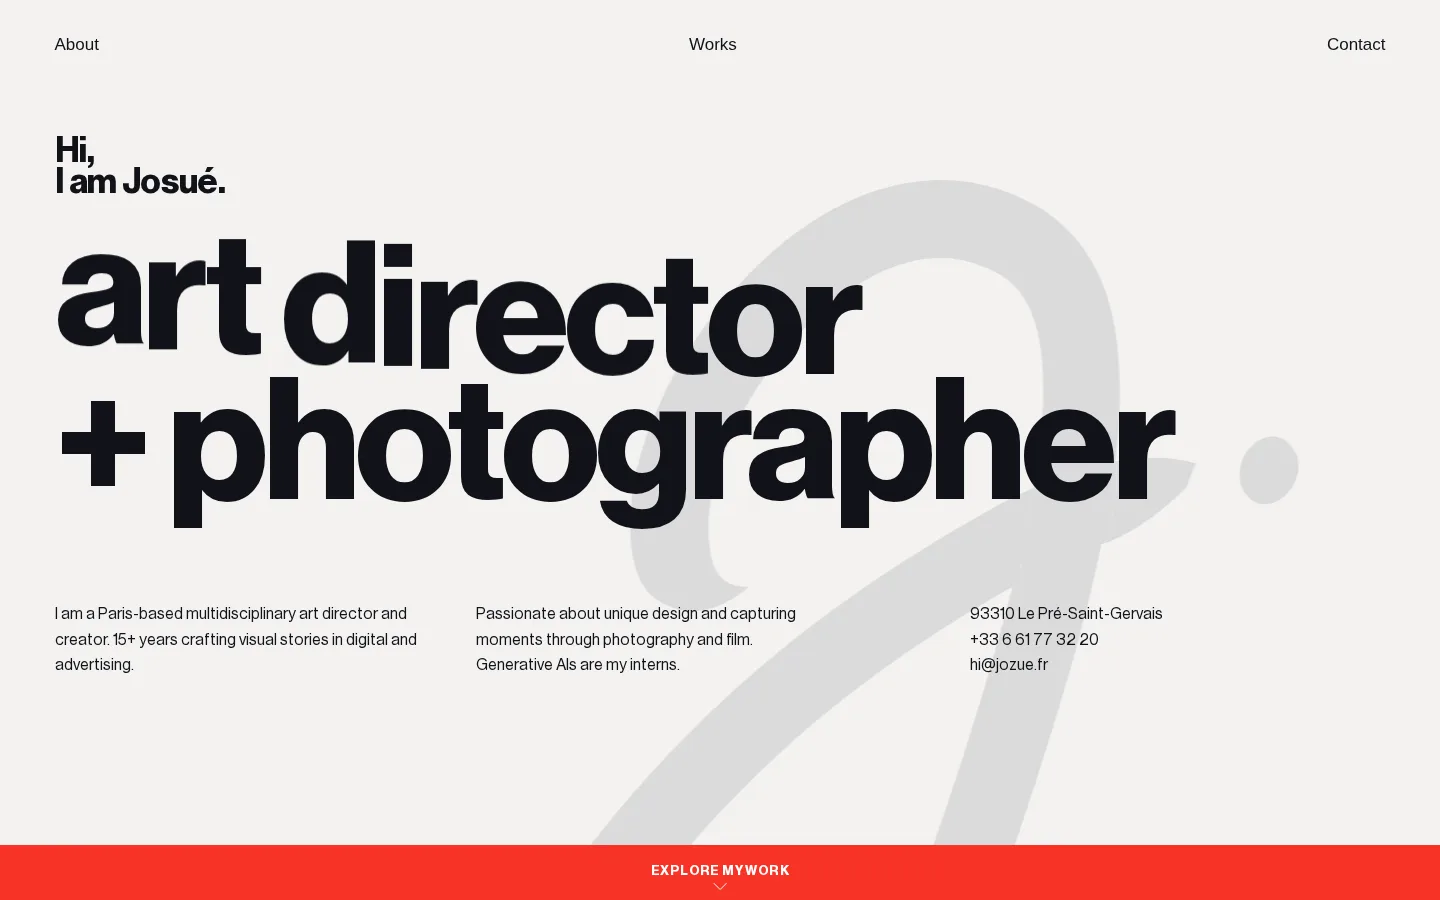 About
Works
Contact
Hi,
I am Josué.
art director
+ photographer
I am a Paris-based multidisciplinary art director and
creator. 15+ years crafting visual stories in digital and
advertising.
Passionate about unique design and capturing
moments through photography and film.
Generative AIs are my interns.
93310 Le Pré-Saint-Gervais
+33 6 61 77 32 20
hi@jozue.fr
EXPLORE MY WORK